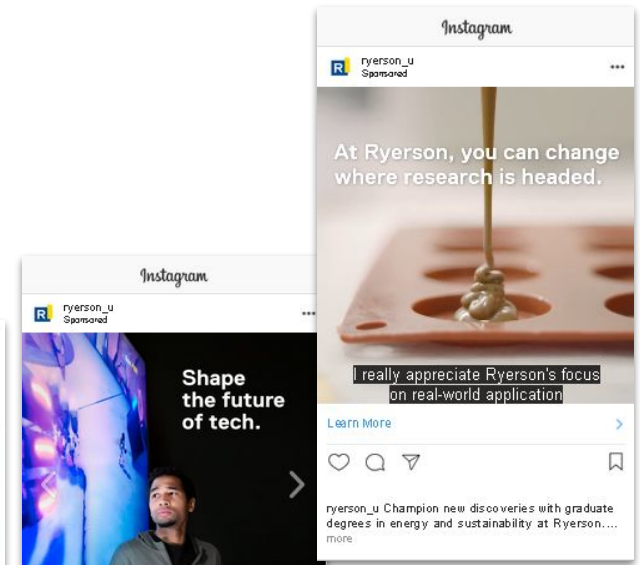 Instagram
R
ryerson_u
Sponsored
Shape
the future
of tech.
Instagram
R
ryerson_u
Sponsored
At Ryerson, you can change
where research is headed.
I really appreciate Ryerson's focus
on real-world application
Learn More
ryerson_u Champion new discoveries with graduate
degrees in energy and sustainability at Ryerson....
more